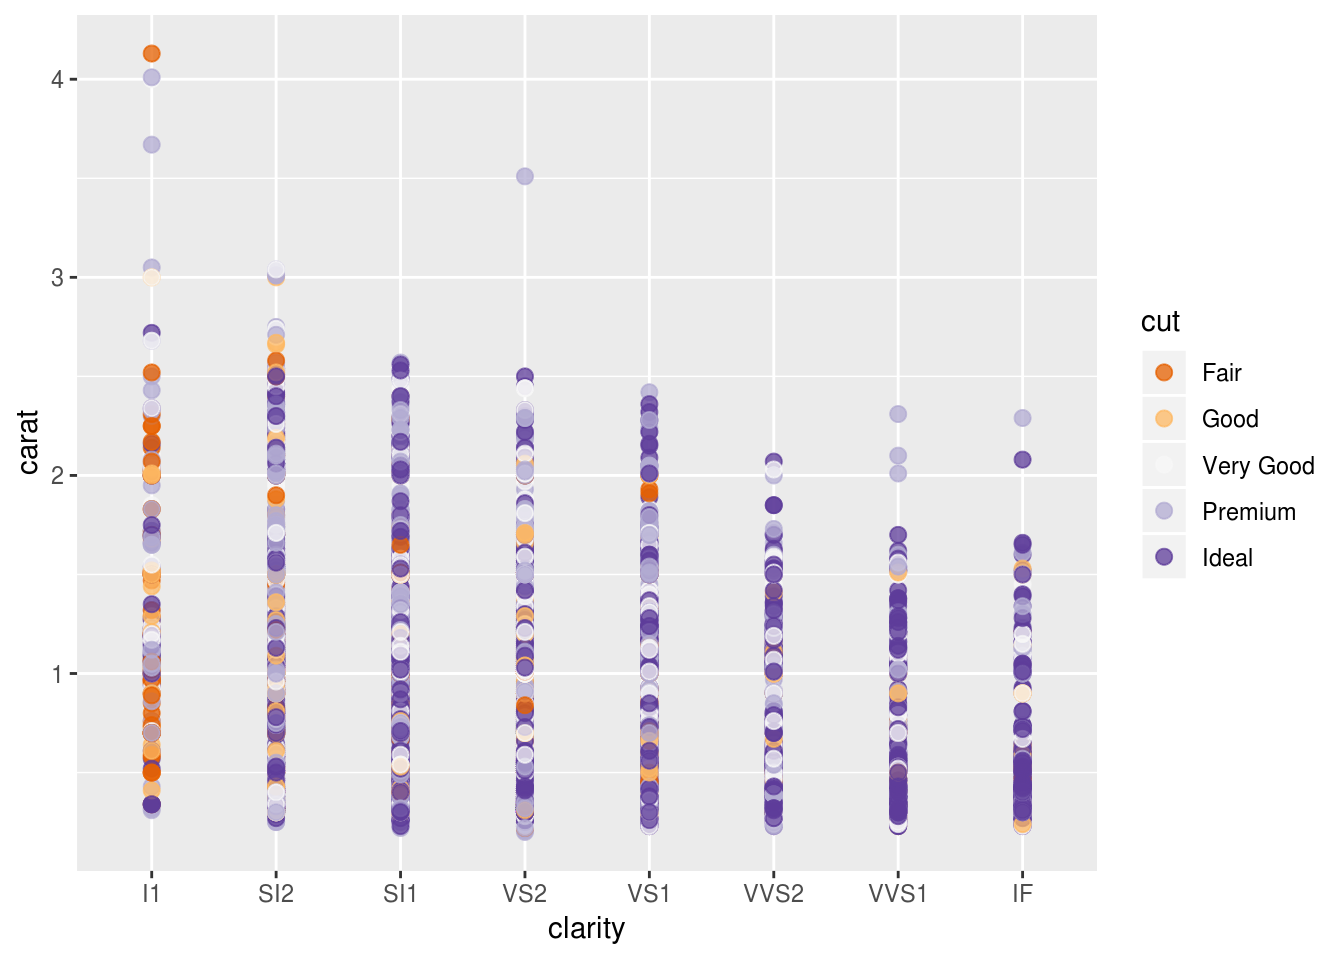 4
3
2
1
carat
I1 SI2 SI1 VS2 VS1 VVS2 VVS1 IF
clarity
cut
Fair
Good
Very Good
Premium
Ideal